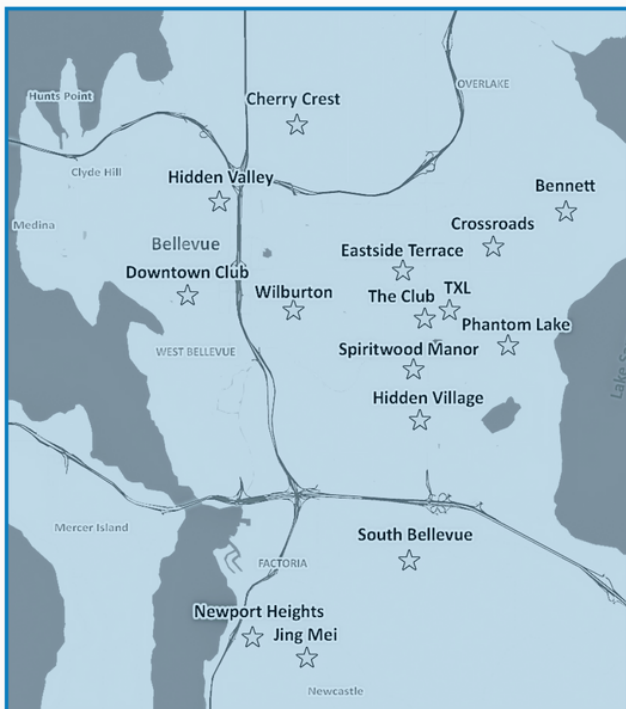 Hunts Point
Cherry Crest
OVERLAKE
Clyde Hill
Hidden Valley
Bennett
Medina
Crossroads
Bellevue
Eastside Terrace
Downtown Club
Wilburton
The Club
TXL
Phantom Lake
WEST BELLEVUE
Spiritwood Manor
Lake
Hidden Village
Mercer Island
South Bellevue
FACTORIA
Newport Heights
Jing Mei
Newcastle